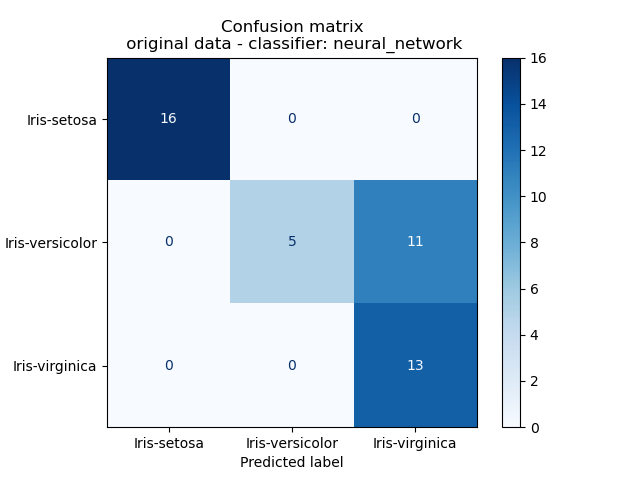 Confusion matrix
original data - classifier: neural_network
Iris-setosa 16 0 0
Iris-versicolor 0 5 11
Iris-virginica 0 0 13
Iris-setosa Iris-versicolor Iris-virginica
Predicted label
16
14
12
10
8
6
4
2
0